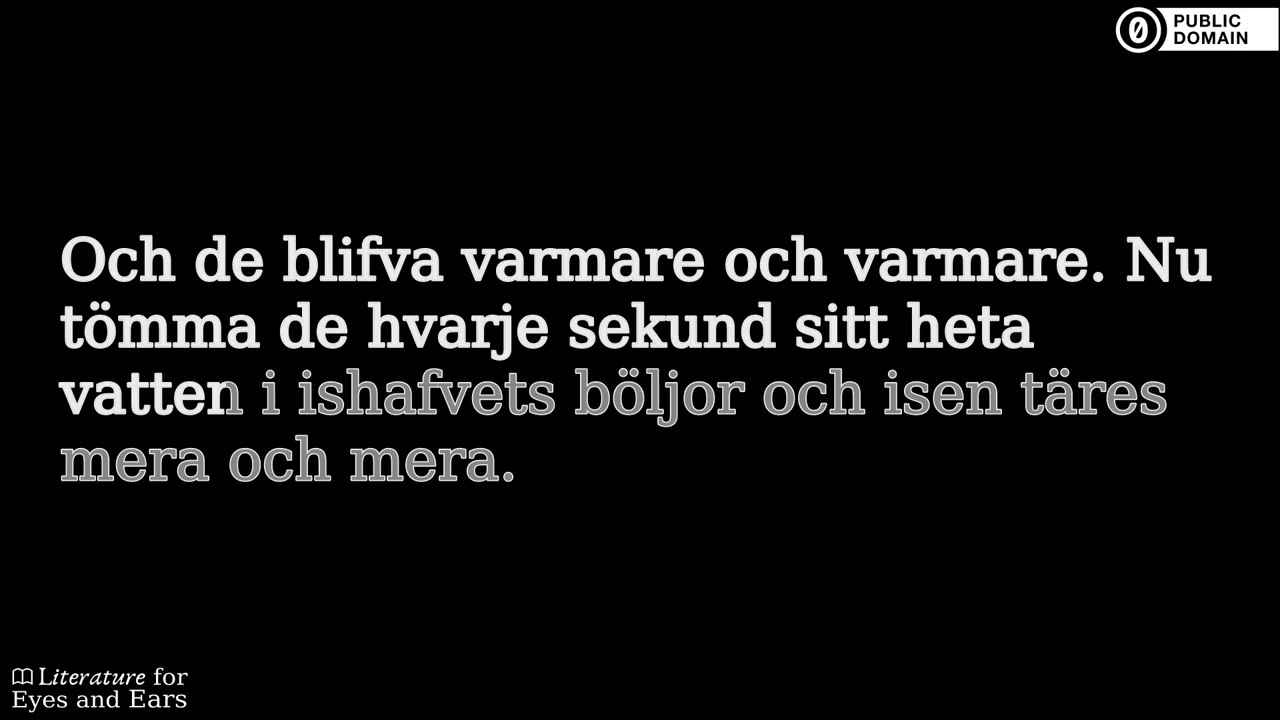 PUBLIC
DOMAIN
Och de blifva varmare och varmare. Nu
tömma de hvarje sekund sitt heta
vatten i ishafvets böljor och isen täres
mera och mera.
Literature for
Eyes and Ears